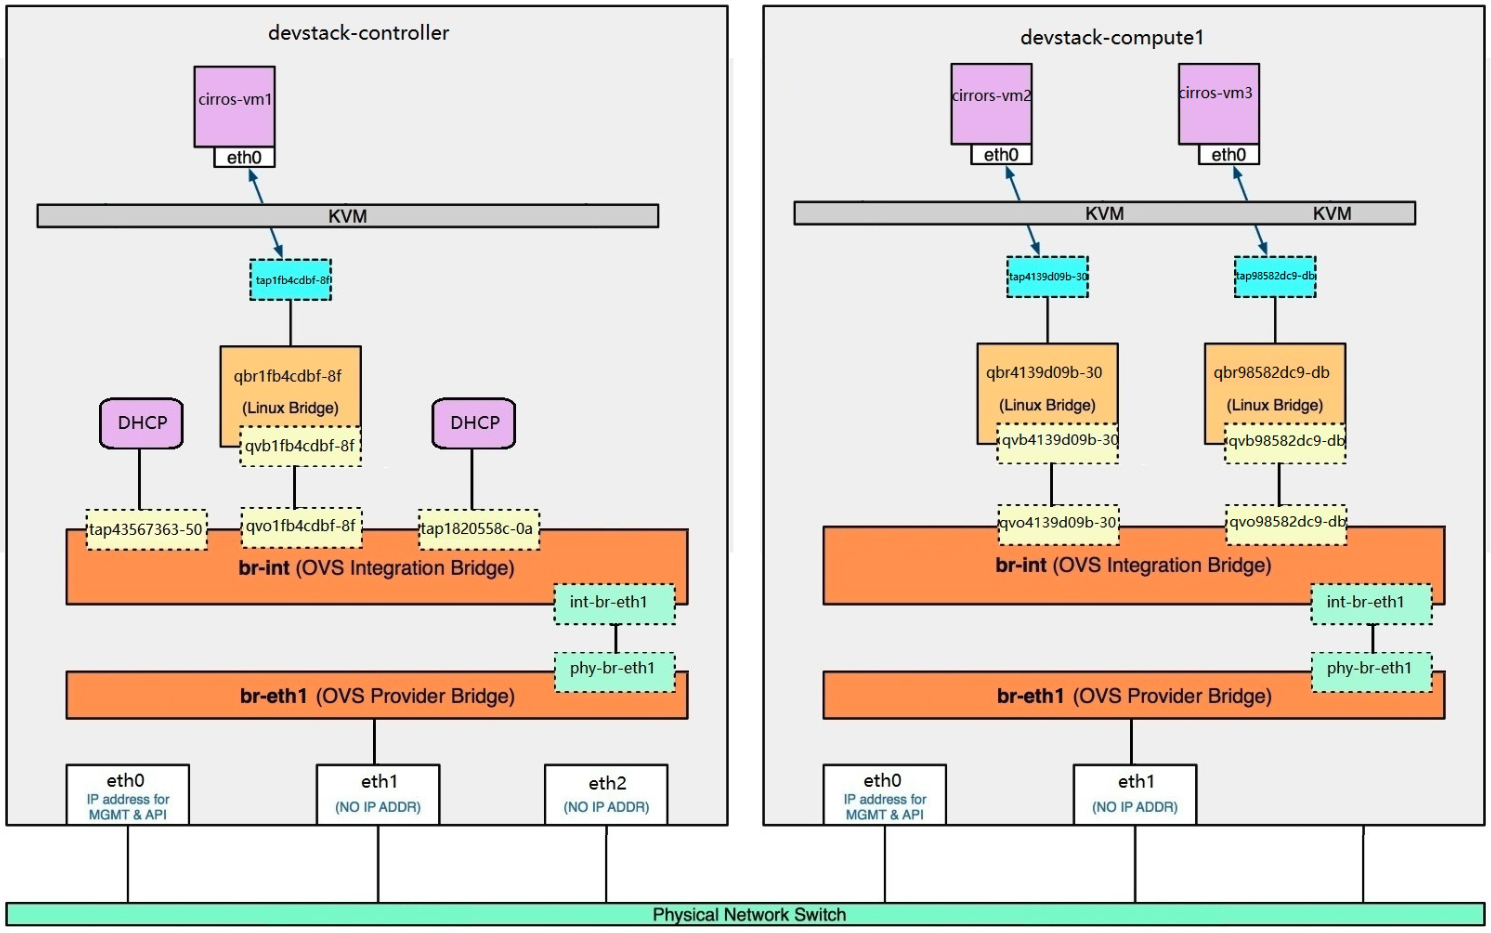 devstack-controller
cirros-vm1
eth0
KVM
tap1fb4cdbf-8f
qbr1fb4cdbf-8f
(Linux Bridge)
DHCP
DHCP
qvb1fb4cdbf-8f
tap43567363-50
qvo1fb4cdbf-8f
tap1820558c-0a
br-int (OVS Integration Bridge)
int-br-eth1
phy-br-eth1
br-eth1 (OVS Provider Bridge)
eth0
IP address for
MGMT & API
eth1
(NO IP ADDR)
eth2
(NO IP ADDR)
devstack-compute1
cirrors-vm2
cirros-vm3
eth0
eth0
KVM
KVM
tap4139d09b-30
tap98582dc9-db
qbr4139d09b-30
(Linux Bridge)
qbr98582dc9-db
(Linux Bridge)
qvb4139d09b-30
qvb98582dc9-db
qvo4139d09b-30
qvo98582dc9-db
br-int (OVS Integration Bridge)
int-br-eth1
phy-br-eth1
br-eth1 (OVS Provider Bridge)
eth0
IP address for
MGMT & API
eth1
(NO IP ADDR)
Physical Network Switch